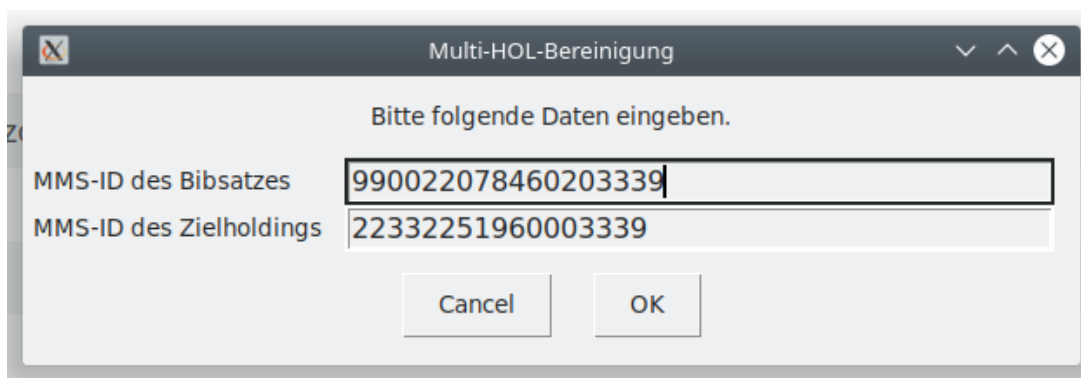 Multi-HOL-Bereinigung
Bitte folgende Daten eingeben.
MMS-ID des Bibsatzes 990022078460203339
MMS-ID des Zielholdings 22332251960003339
Cancel OK